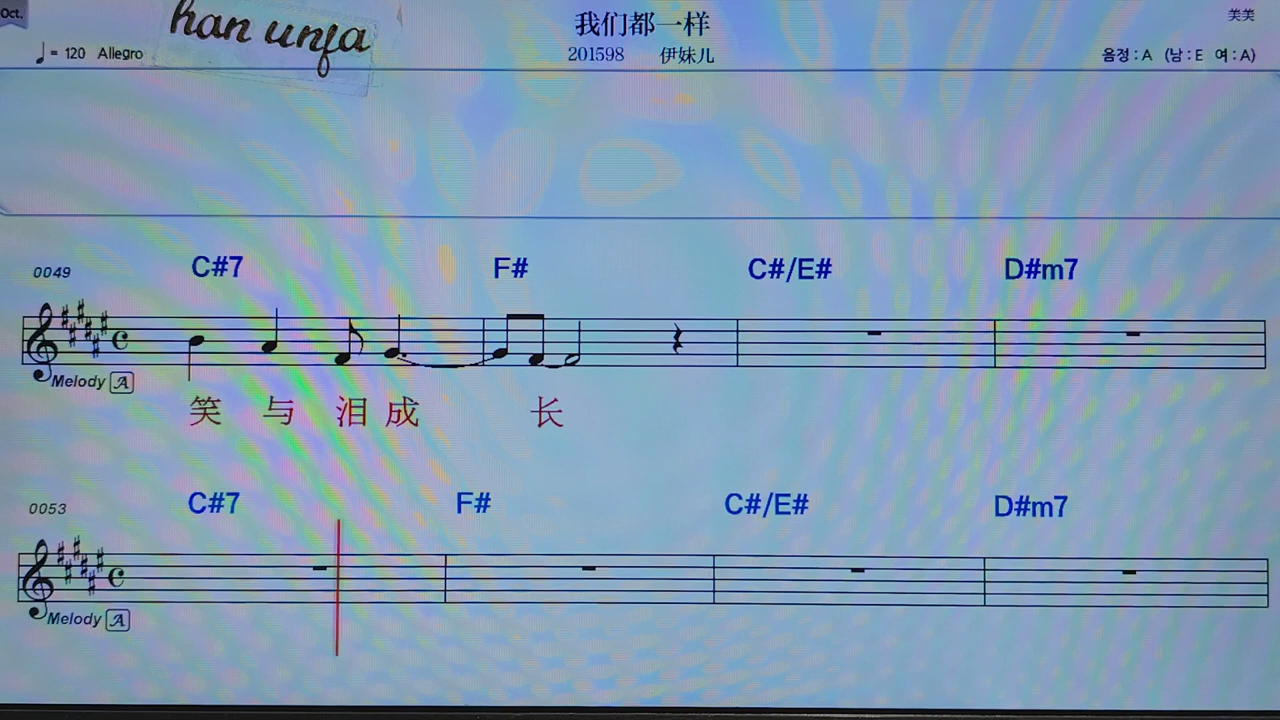 Oct.
han unfa
我们都一样
美美
♩= 120 Allegro
201598 伊妹儿
음정 : A (남 : E 여 : A)
0049 C#7 F# C#/E# D#m7
Melody A
笑 与 泪 成 长
0053 C#7 F# C#/E# D#m7
Melody A